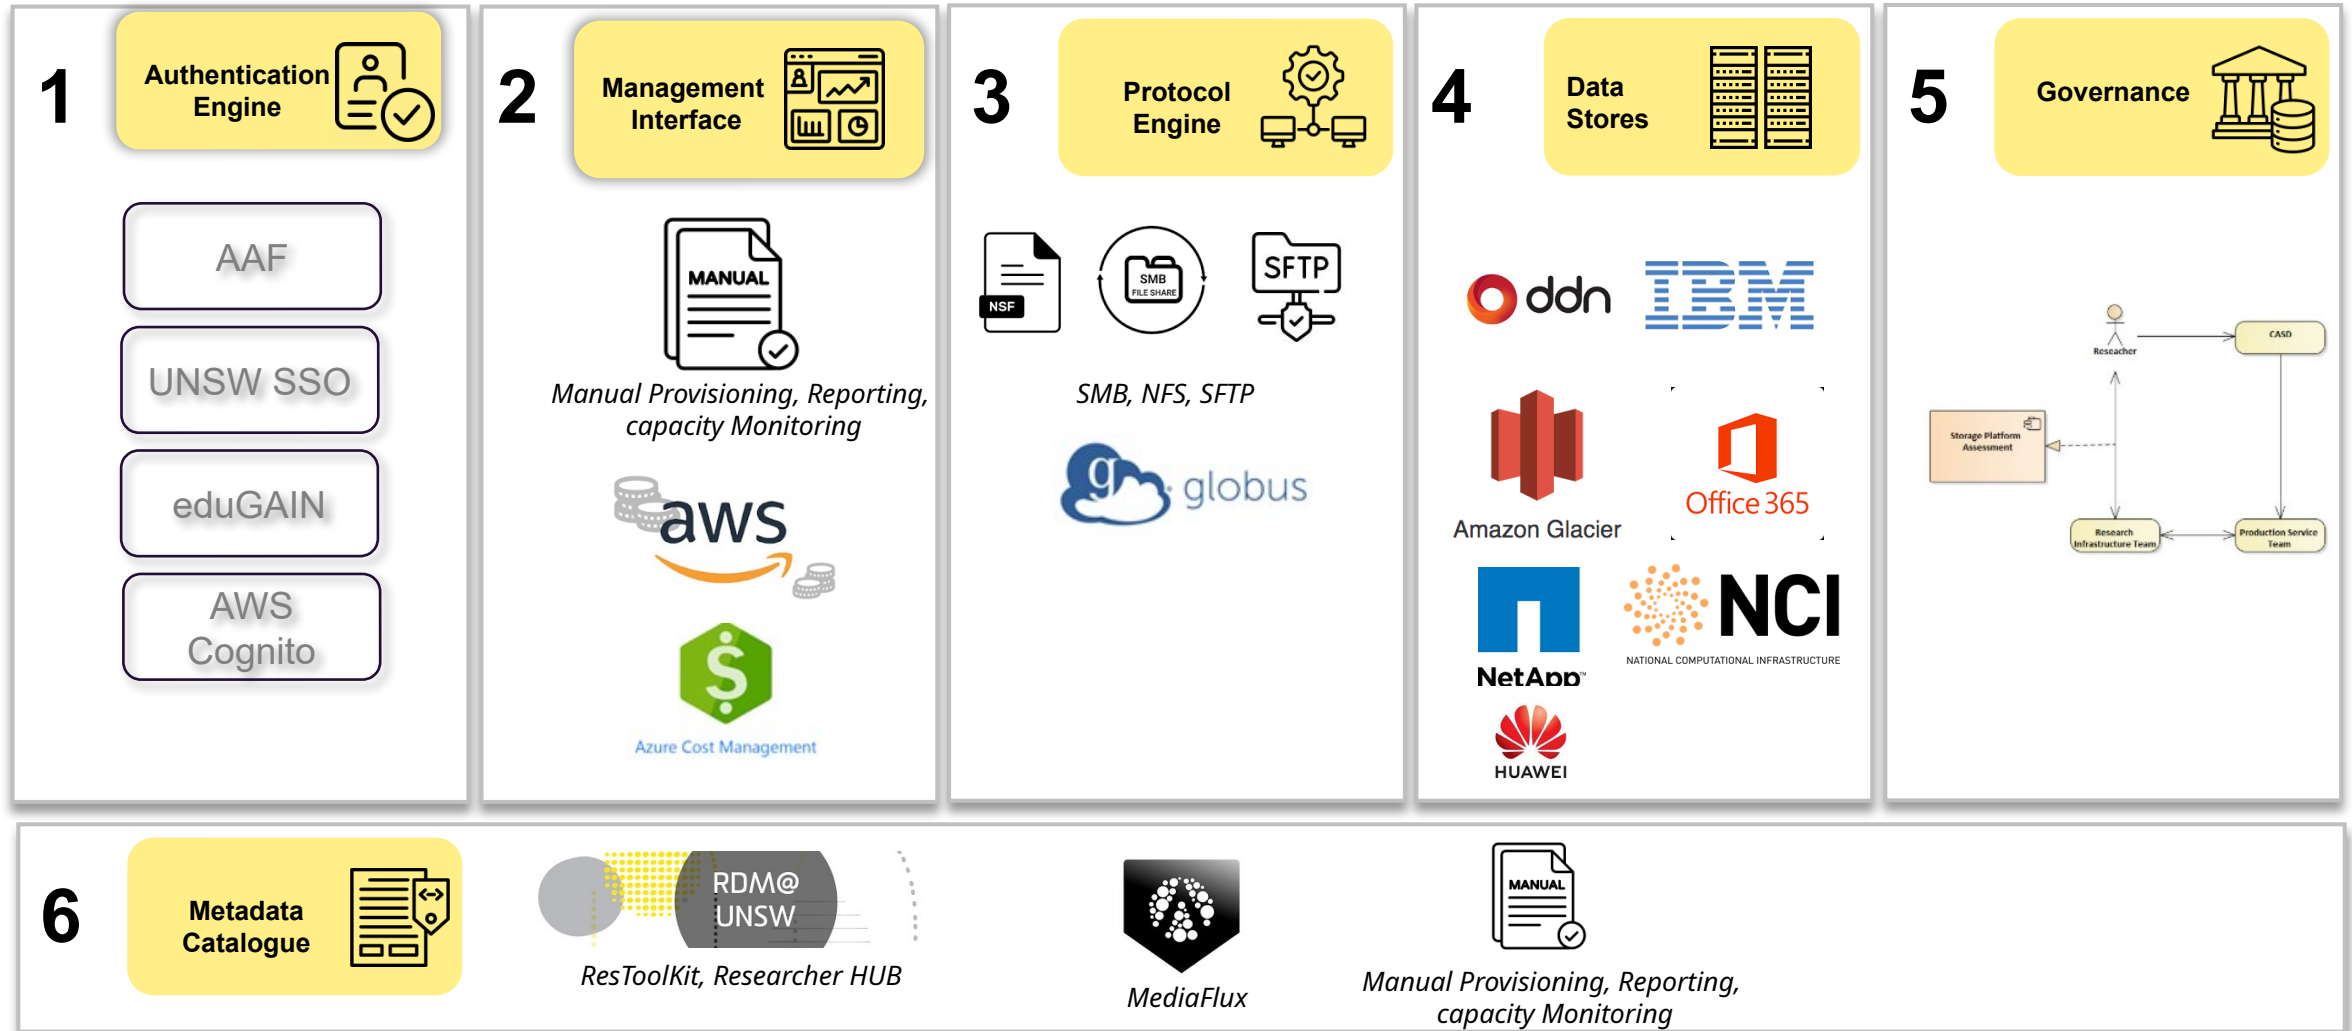 1
Authentication
Engine
AAF
UNSW SSO
eduGAIN
AWS
Cognito
2
Management
Interface
MANUAL
Manual Provisioning, Reporting,
capacity Monitoring
aws
$
Azure Cost Management
3
Protocol
Engine
NSF
SMB
FILE SHARE
SFTP
SMB, NFS, SFTP
g
globus
4
Data
Stores
ddn
IBM
Amazon Glacier
Office 365
NetApp™
NCI
NATIONAL COMPUTATIONAL INFRASTRUCTURE
HUAWEI
5
Governance
Reseacher
CASD
Storage Platform
Assessment
Research
Infrastructure Team
Production Service
Team
6
Metadata
Catalogue
RDM@
UNSW
ResToolKit, Researcher HUB
MediaFlux
MANUAL
Manual Provisioning, Reporting,
capacity Monitoring